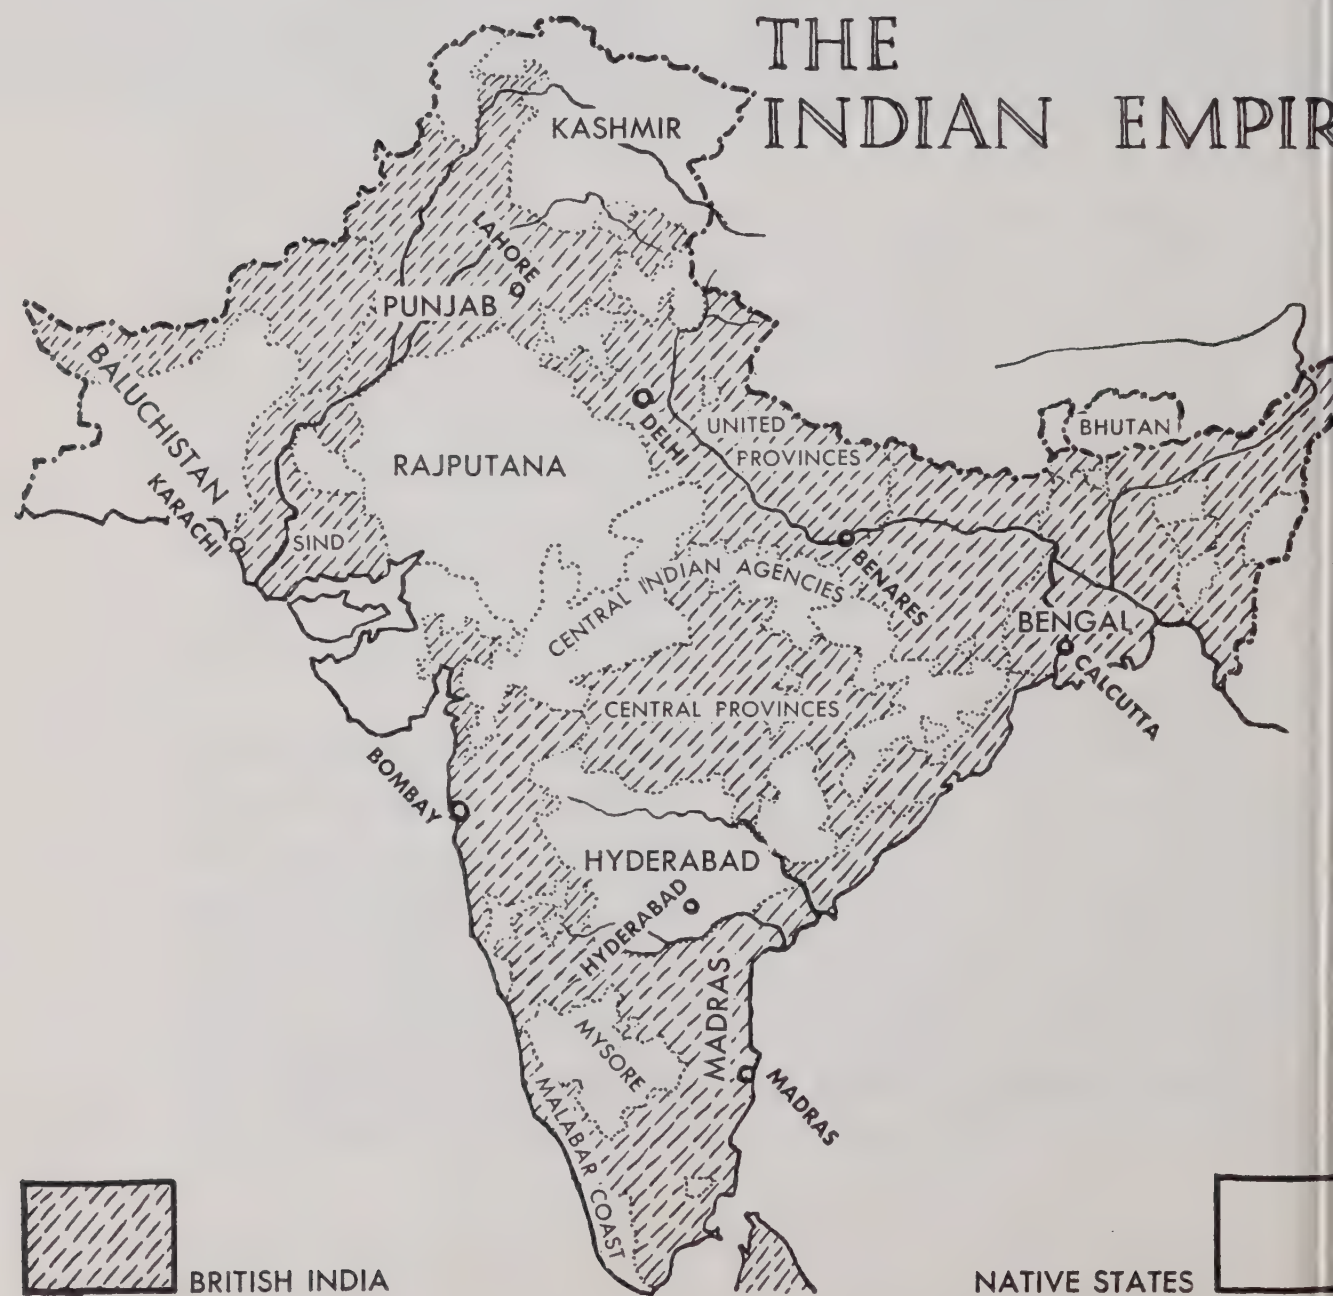 THE
INDIAN EMPIR
KASHMIR
LAHORE
PUNJAB
BALUCHISTAN
KARACHI
SIND
RAJPUTANA
DELHI
UNITED
PROVINCES
BHUTAN
BENARES
CENTRAL INDIAN AGENCIES
BENGAL
CALCUTTA
CENTRAL PROVINCES
BOMBAY
HYDERABAD
HYDERABAD
MADRAS
MYSORE
MADRAS
MALABAR COAST
BRITISH INDIA
NATIVE STATES